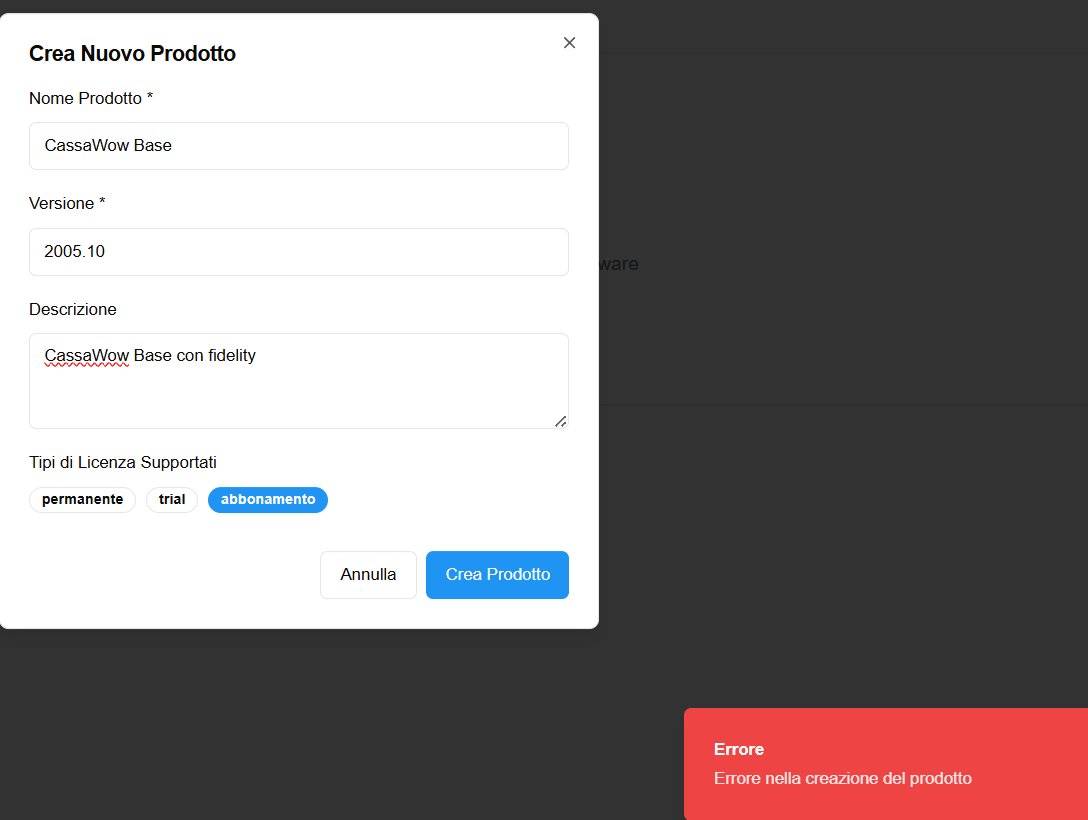 Crea Nuovo Prodotto
Nome Prodotto *
CassaWow Base
Versione *
2005.10
Descrizione
CassaWow Base con fidelity
Tipi di Licenza Supportati
permanente trial abbonamento
Annulla Crea Prodotto
Errore
Errore nella creazione del prodotto